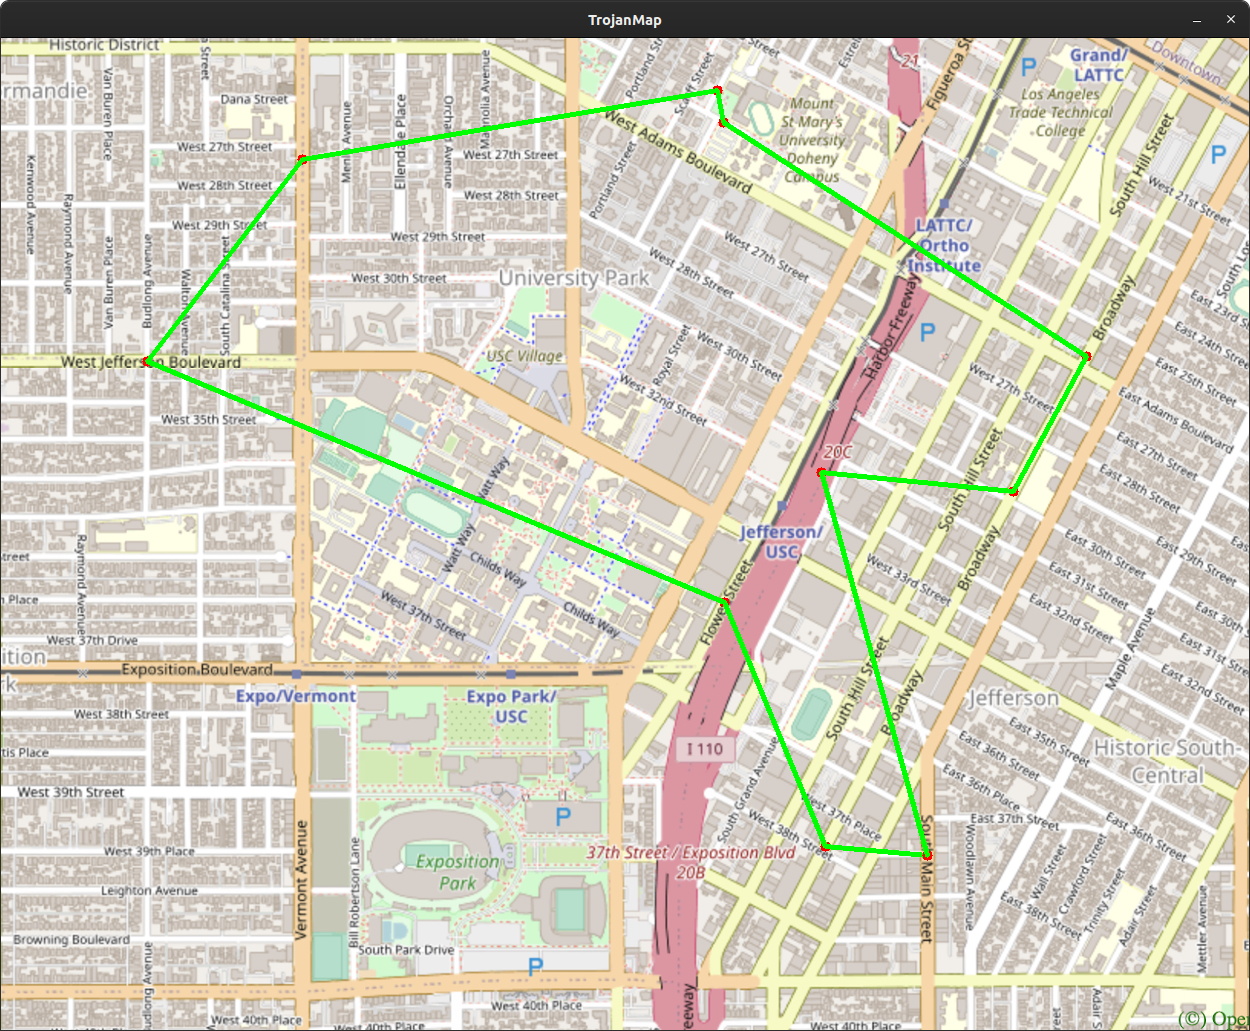 TrojanMap
Historic District
Street
Portland St
Scarff Street
Street
Estrel
21
Figueroa St
Grand/
LATTC
Downtown
P
rmandie
Van Buren Place
Dana Street
Menlo Avenue
Ellendale Place
Orchard Avenue
Magnolia Avenue
West Adams Boulevard
Mount
St Mary's
University
Doheny
Campus
Los Angeles
Trade Technical
College
South Hill Street
P
West 27th Street
West 27th Street
Kenwood Avenue
Raymond Avenue
West 28th Street
West 28th Street
Portland Street
West 21st Street
West 29th Street
West 29th Street
West 27th Street
LATTC/
Ortho
Institute
Van Buren Place
Budlong Avenue
Walton Avenue
South Catalina Street
West 30th Street
University Park
West 28th Street
South Lo
Broadway
East 23rd Street
Harbor Freeway
P
East 24th Street
West Jefferson Boulevard
USC Village
Royal Street
West 30th Street
West 32nd Street
West 27th Street
East 25th Street
East Adams Boulevard
West 35th Street
East 27th Street
20C
South Hill Street
East 28th Street
Watt Way
Jefferson/
USC
East 29th Street
East 30th Street
Raymond Avenue
Watt Way
Childs Way
Broadway
West 33rd Street
East 31st Street
East 30th
treet
n Place
West 37th Street
Childs Way
Flower Street
East 32nd Street
East 31st Street
Maple Avenue
West 37th Drive
ition
rk
Exposition Boulevard
Expo/Vermont
Expo Park/
USC
South Hill Street
Broadway
Jefferson
East 32nd Street
West 38th Street
East 35th Street
East 36th Street
Historic South-
Central
tis Place
I 110
South Grand Avenue
East 36th Place
West 39th Street
West 37th Place
West 38th Street
P
East 37th Street
East 36th Street
Vermont Avenue
Bill Robertson Lane
South Main Street
Woodlawn Avenue
West 39th Place
Exposition
Park
37th Street / Exposition Blvd
20B
Wall Street
Crawford Street
Trinity Street
Adair Street
Leighton Avenue
East 38th Street
Mettler Avenue
Browning Boulevard
South Park Drive
P
udlong Avenue
West 40th Street
West 40th Place
West 40th Place
eeway
West 40th Place
Adair S
(©) Oper